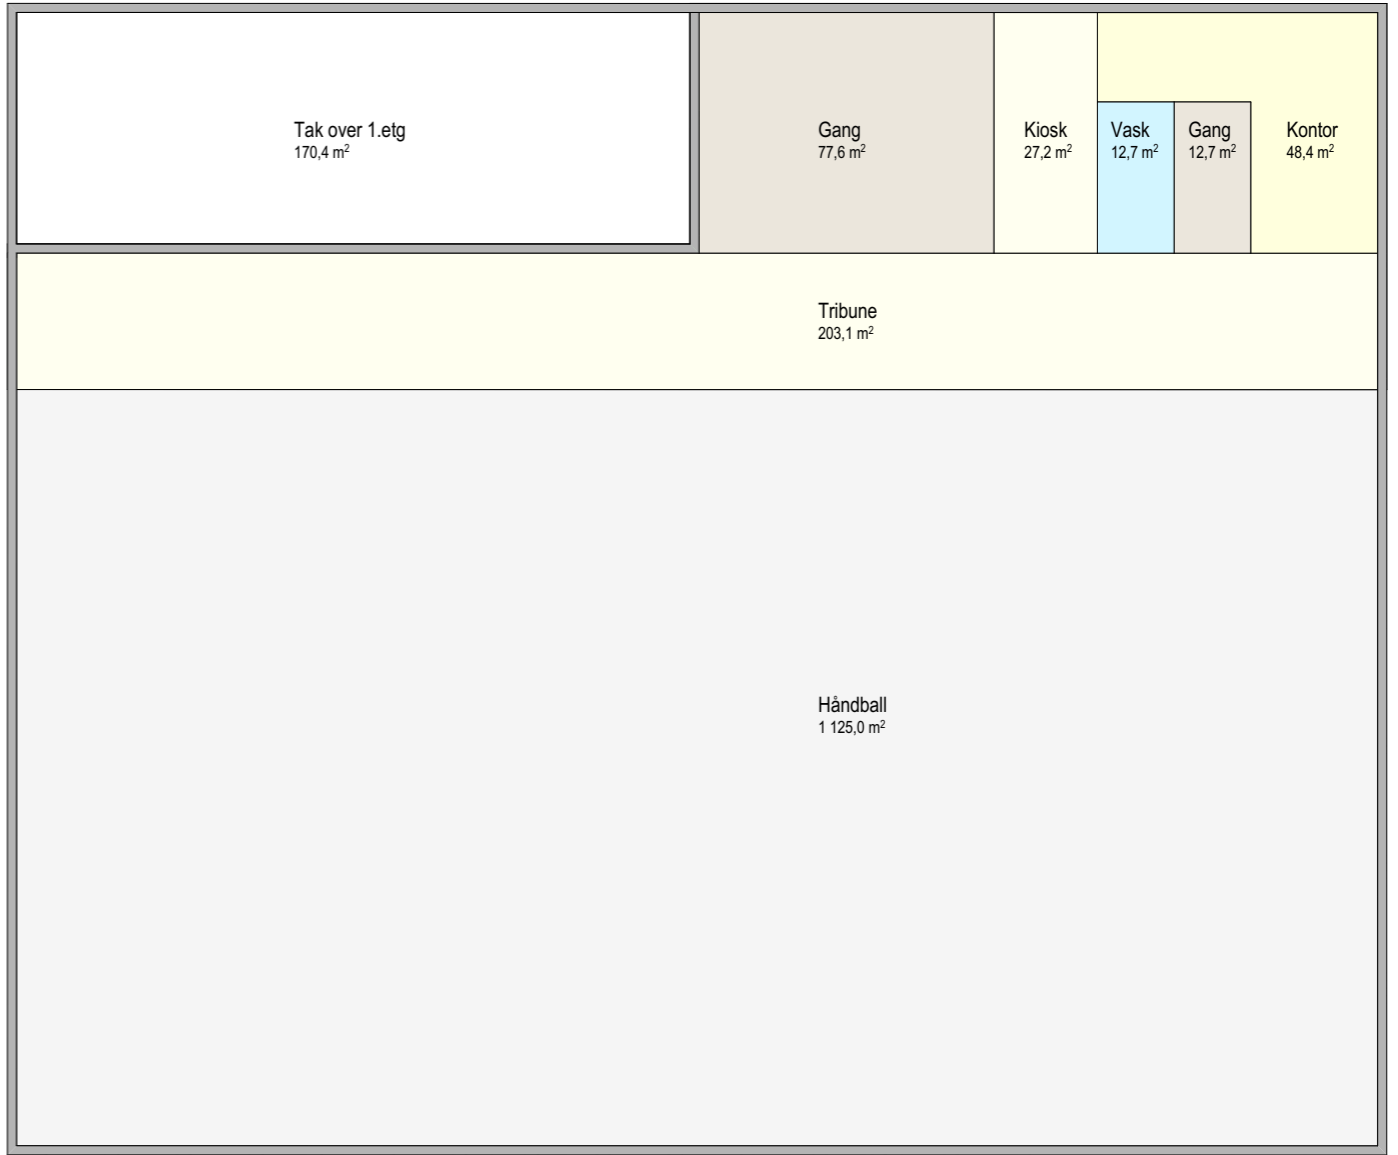 Tak over 1.etg
170,4 m²
Gang
77,6 m²
Kiosk
27,2 m²
Vask
12,7 m²
Gang
12,7 m²
Kontor
48,4 m²
Tribune
203,1 m²
Håndball
1 125,0 m²